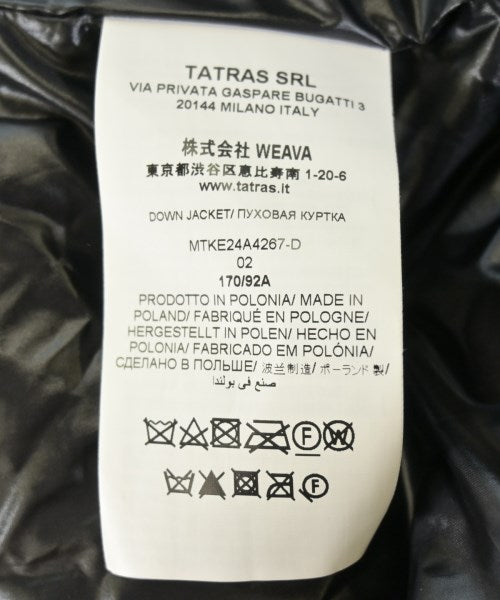 TATRAS SRL
VIA PRIVATA GASPARE BUGATTI 3
20144 MILANO ITALY
株式会社 WEAVA
東京都渋谷区恵比寿南 1-20-6
www.tatras.it
DOWN JACKET/ ПУХОВАЯ КУРТКА
MTKE24A4267-D
02
170/92A
PRODOTTO IN POLONIA/ MADE IN
POLAND/ FABRIQUÉ EN POLOGNE/
HERGESTELLT IN POLEN/ HECHO EN
POLONIA/ FABRICADO EM POLÓNIA/
СДЕЛАНО В ПОЛЬШЕ/ 波兰制造/ ポーランド 製/
صنع في بولندا
F W
F